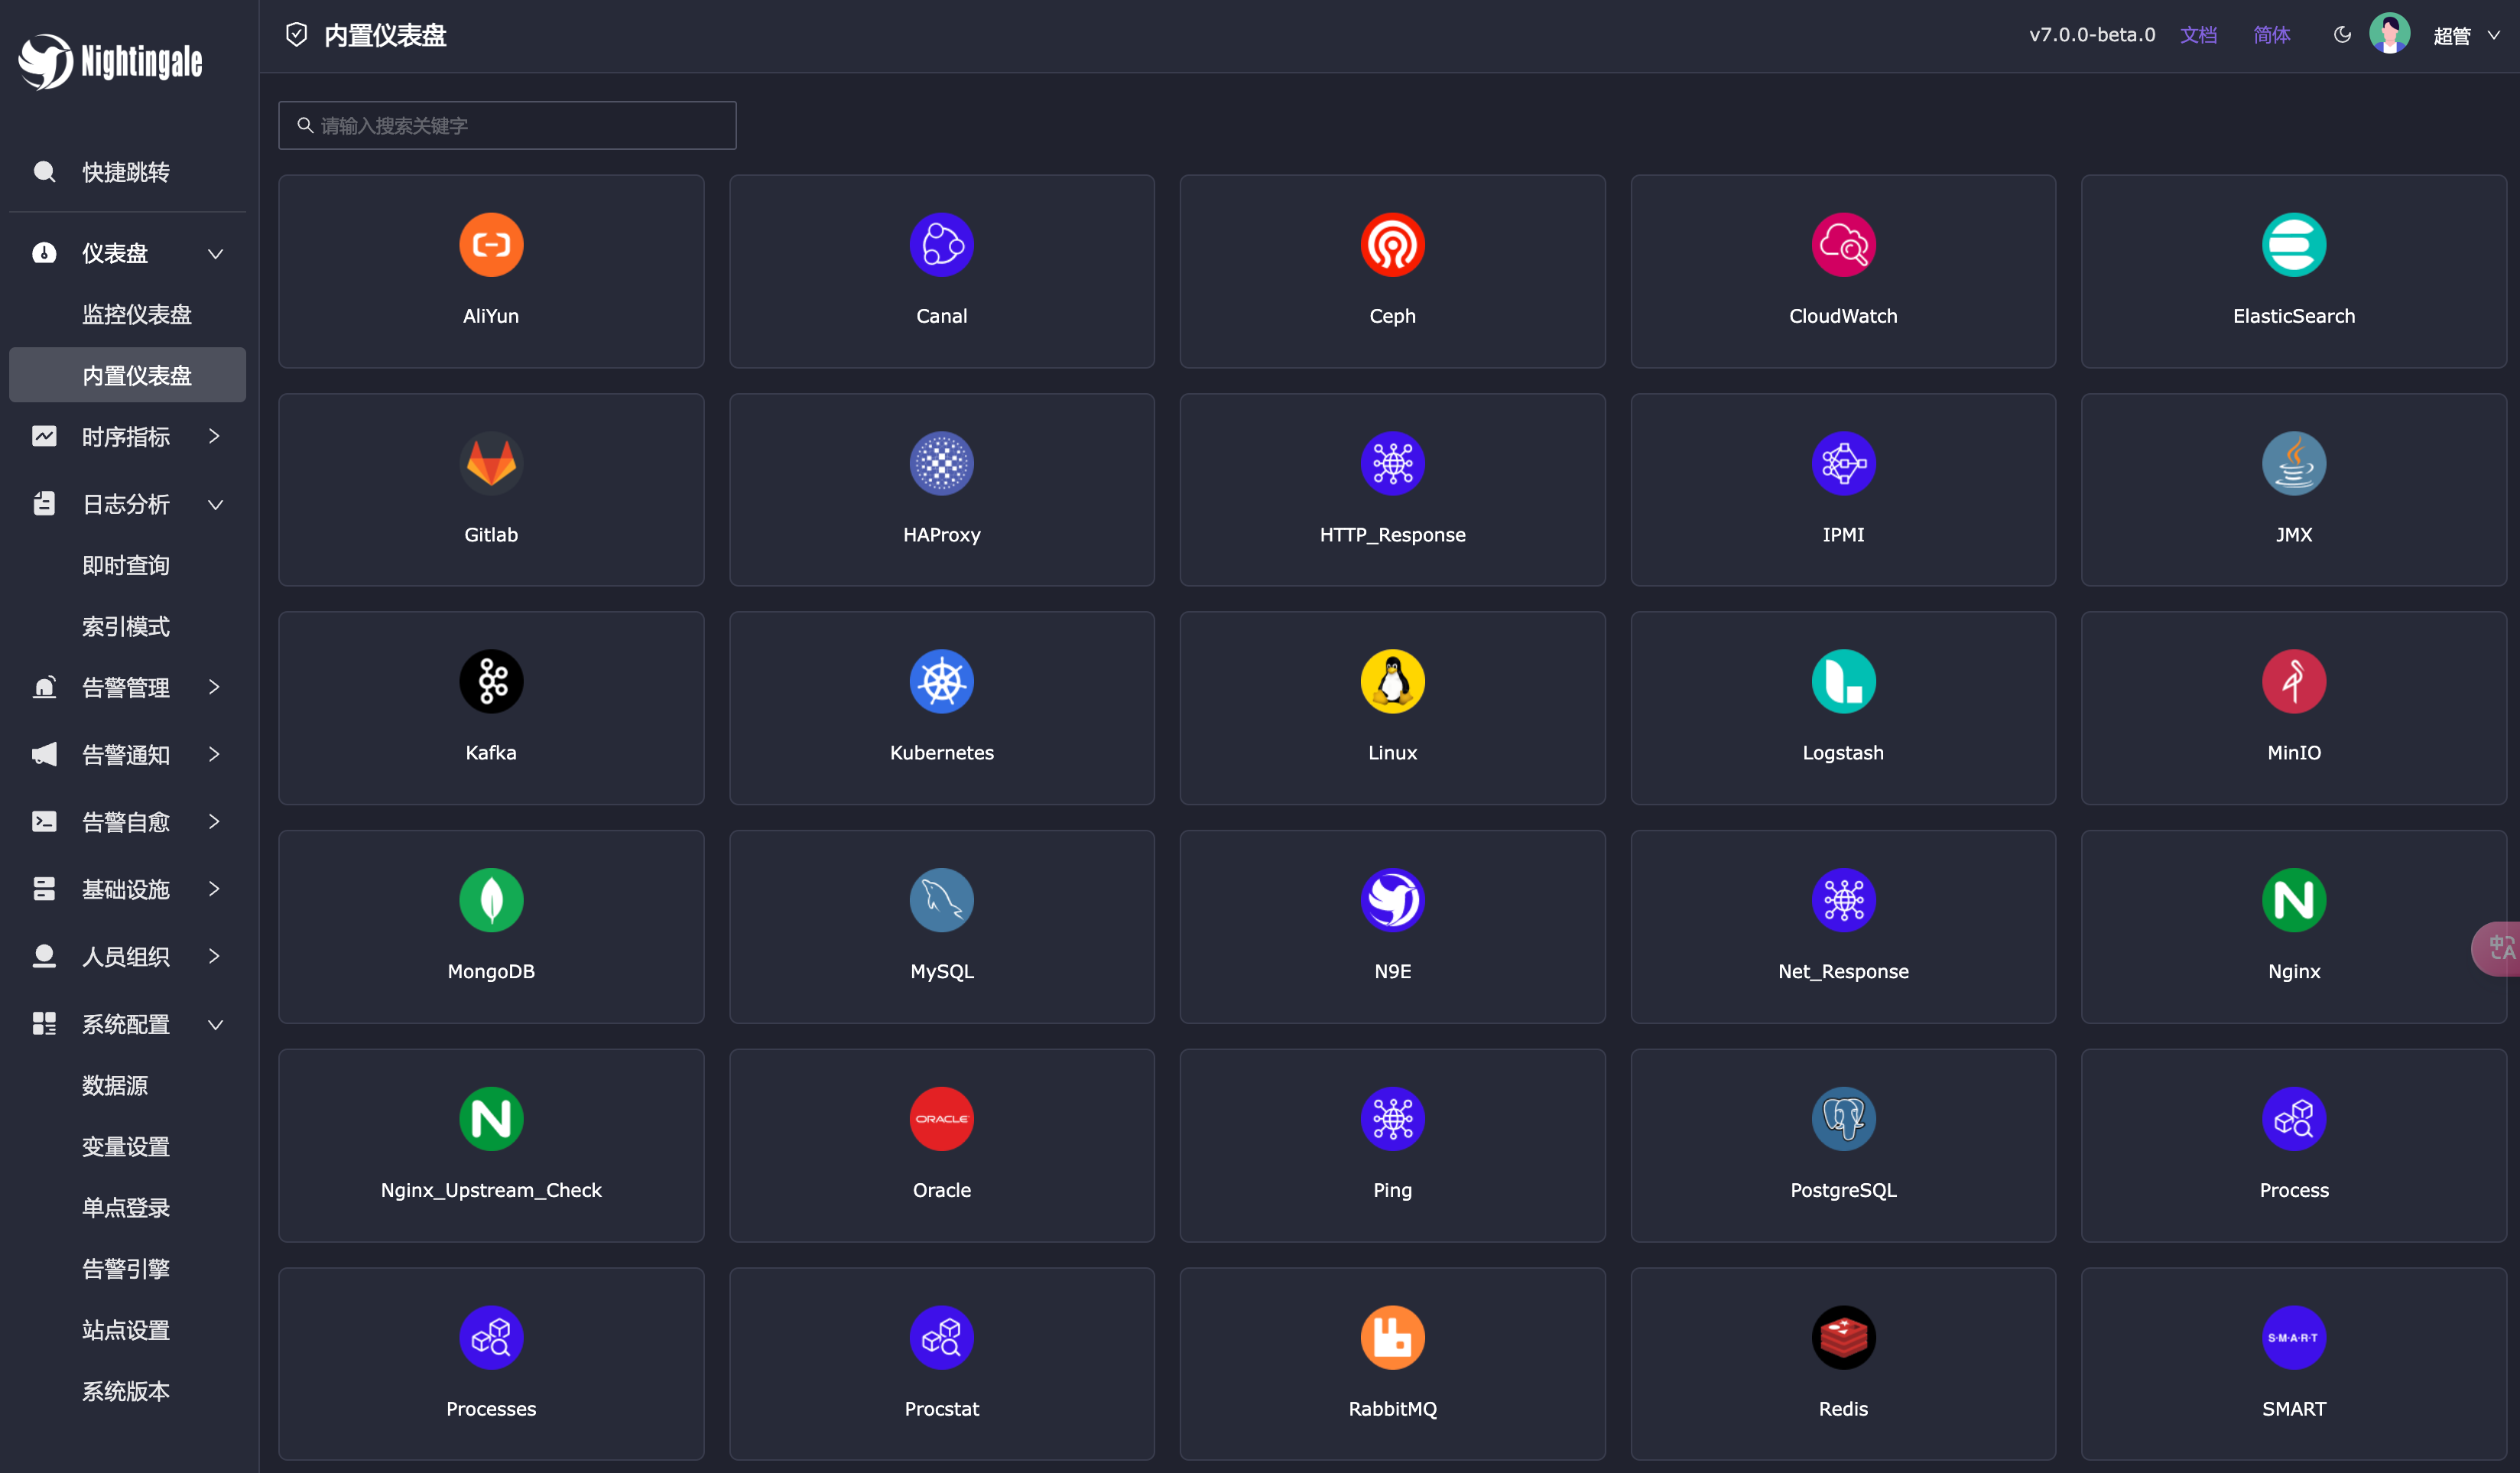 Nightingale
快捷跳转
仪表盘
监控仪表盘
内置仪表盘
时序指标
日志分析
即时查询
索引模式
告警管理
告警通知
告警自愈
基础设施
人员组织
系统配置
数据源
变量设置
单点登录
告警引擎
站点设置
系统版本
内置仪表盘
v7.0.0-beta.0 文档 简体 超管
请输入搜索关键字
AliYun
Canal
Ceph
CloudWatch
ElasticSearch
Gitlab
HAProxy
HTTP_Response
IPMI
JMX
Kafka
Kubernetes
Linux
Logstash
MinIO
MongoDB
MySQL
N9E
Net_Response
N
Nginx
中A
N
Nginx_Upstream_Check
ORACLE
Oracle
Ping
PostgreSQL
Process
Processes
Procstat
RabbitMQ
Redis
S·M·A·R·T
SMART